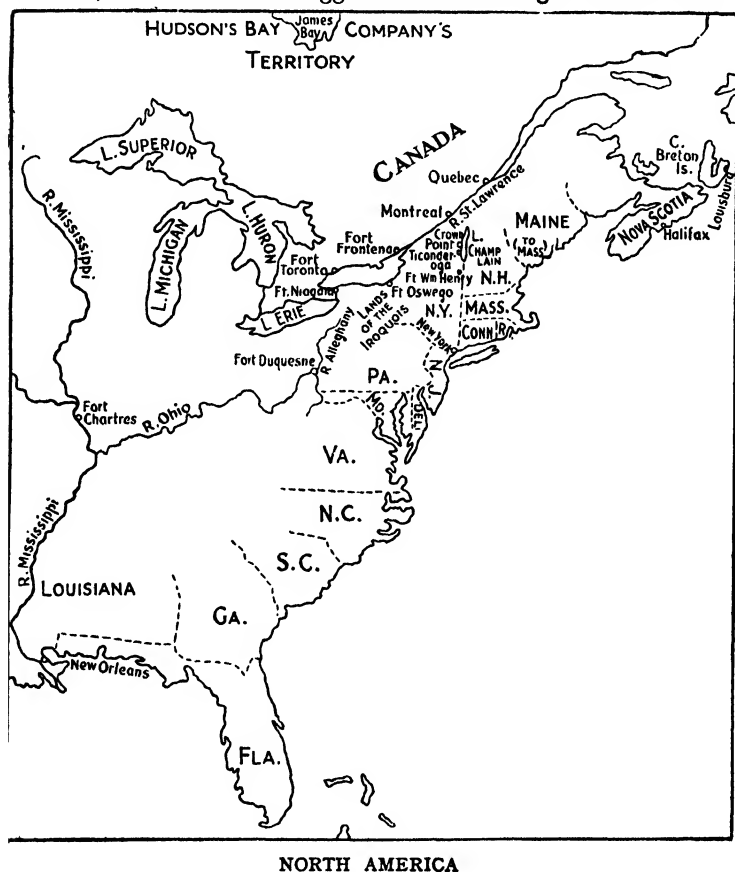 HUDSON'S BAY
James
Bay
COMPANY'S
TERRITORY
CANADA
L. SUPERIOR
R. Mississippi
L. MICHIGAN
L. HURON
C.
Breton
Is.
Louisburg
NOVA SCOTIA
Halifax
Quebec
R. St. Lawrence
Montreal
MAINE
(TO
MASS)
Fort
Frontenac
Crown
Point
Ticonder-
oga
L.
CHAMP
LAIN
Fort
Toronto
Ft. Wm Henry
N.H.
Ft. Niagara
Ft Oswego
L. ERIE
LANDS
OF THE
IROQUOIS
N.Y.
MASS.
CONN.
R.I.
New York
R. Alleghany
Fort Duquesne
PA.
N.J.
MD.
DEL.
Fort
Chartres
R. Ohio
VA.
N.C.
R. Mississippi
S.C.
LOUISIANA
GA.
New Orleans
FLA.
NORTH AMERICA